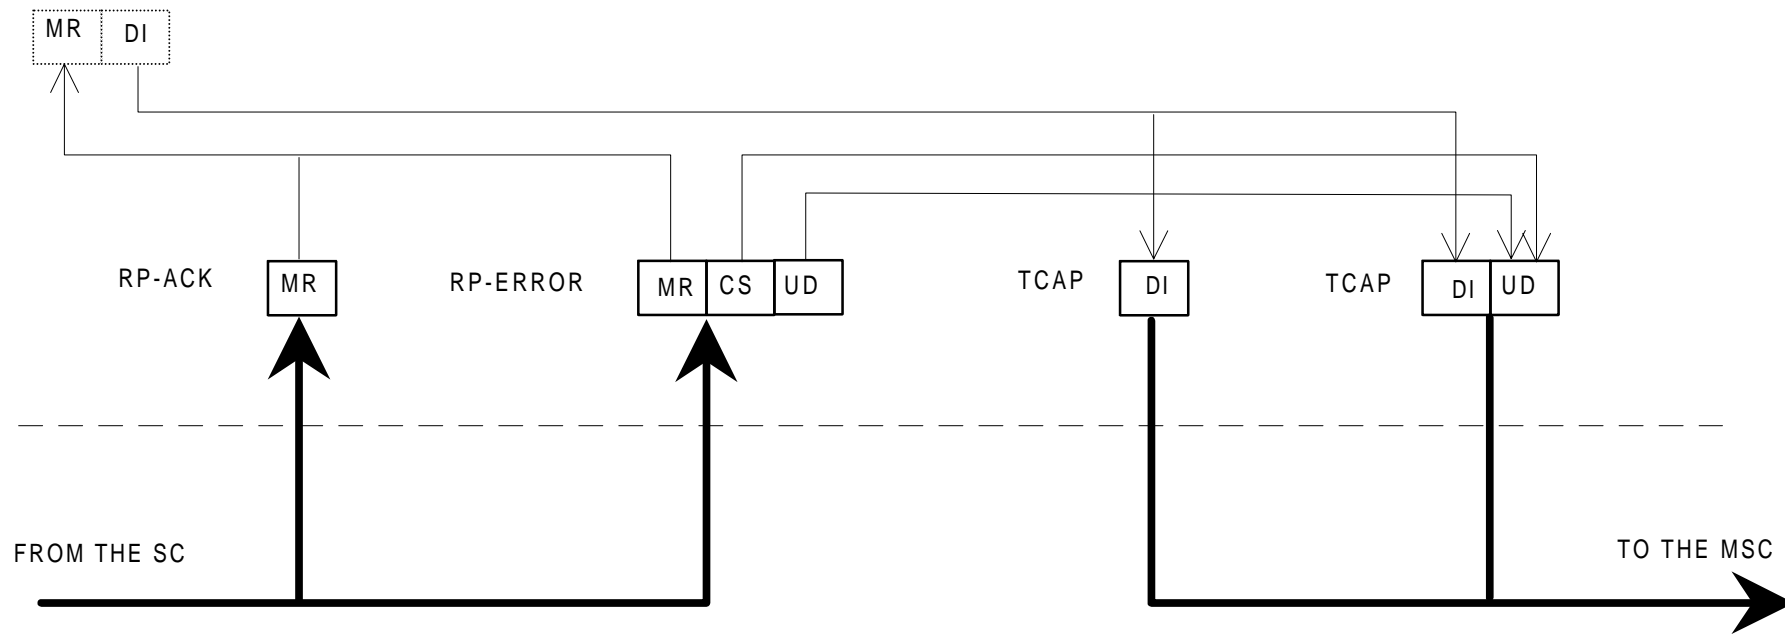 MR DI
RP-ACK MR RP-ERROR MR CS UD TCAP DI TCAP DI UD
FROM THE SC TO THE MSC